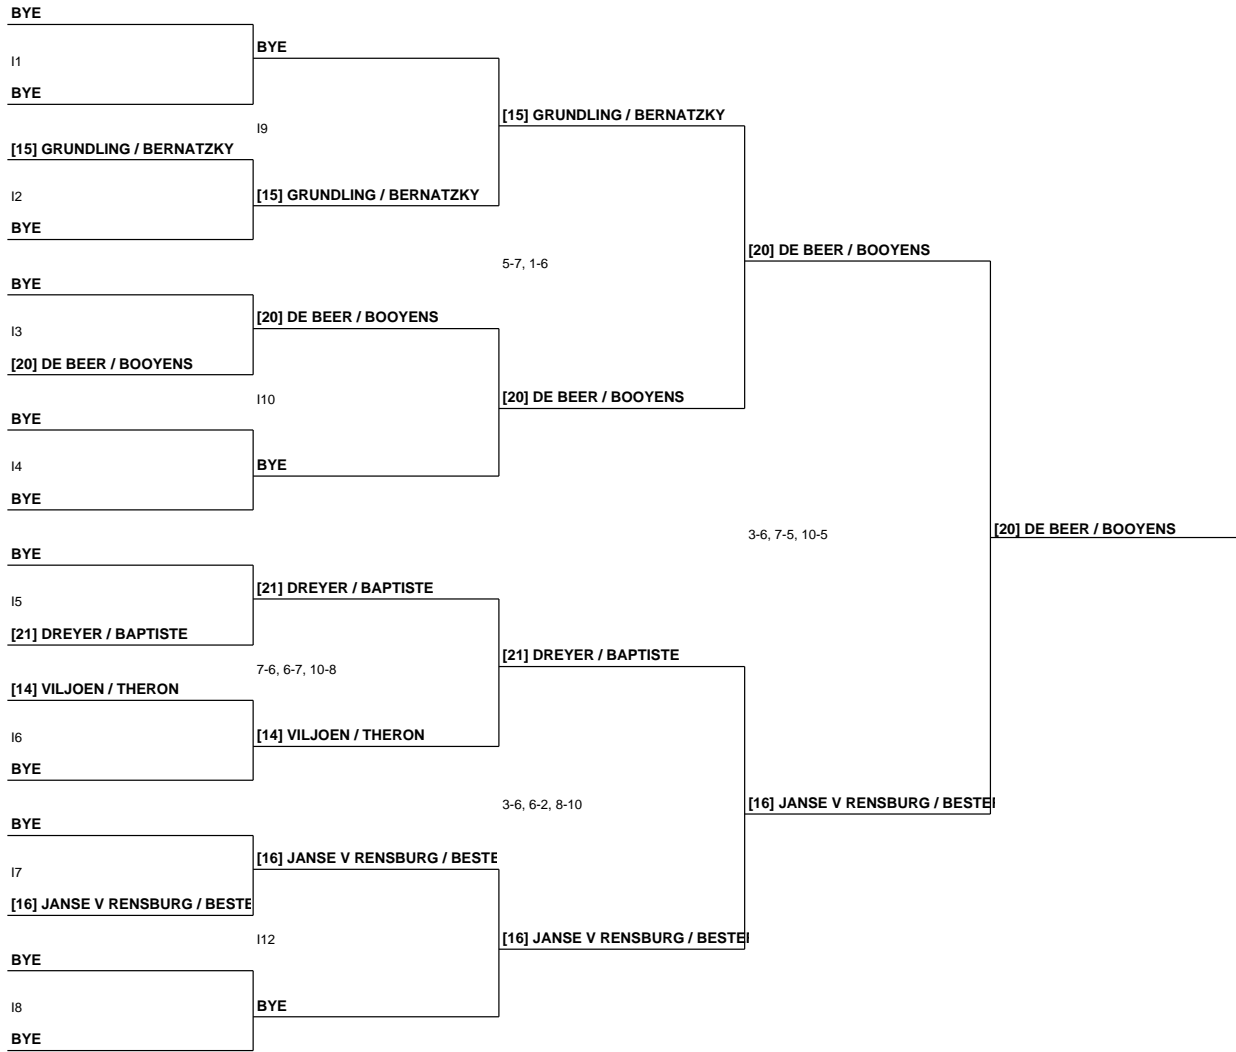 BYE
I1
BYE
BYE
I9
[15] GRUNDLING / BERNATZKY
I2
BYE
[15] GRUNDLING / BERNATZKY
[15] GRUNDLING / BERNATZKY
5-7, 1-6
BYE
I3
[20] DE BEER / BOOYENS
[20] DE BEER / BOOYENS
I10
BYE
I4
BYE
BYE
[20] DE BEER / BOOYENS
[20] DE BEER / BOOYENS
3-6, 7-5, 10-5
[20] DE BEER / BOOYENS
BYE
I5
[21] DREYER / BAPTISTE
[21] DREYER / BAPTISTE
7-6, 6-7, 10-8
[14] VILJOEN / THERON
I6
BYE
[14] VILJOEN / THERON
[21] DREYER / BAPTISTE
3-6, 6-2, 8-10
BYE
I7
[16] JANSE V RENSBURG / BESTE
[16] JANSE V RENSBURG / BESTE
I12
BYE
I8
BYE
BYE
[16] JANSE V RENSBURG / BESTER
[16] JANSE V RENSBURG / BESTER